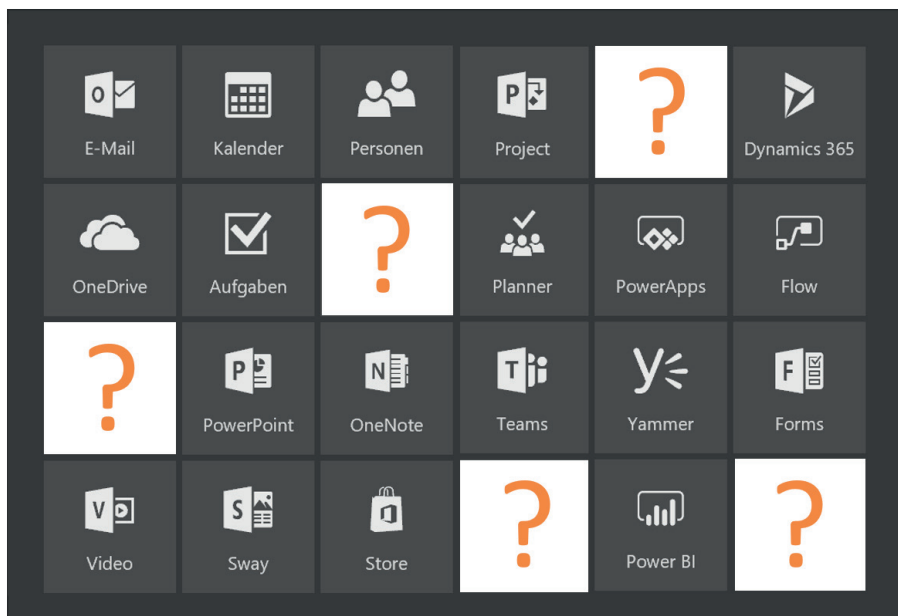 E-Mail Kalender Personen Project ? Dynamics 365
OneDrive Aufgaben ? Planner PowerApps Flow
? PowerPoint OneNote Teams Yammer Forms
Video Sway Store ? Power BI ?